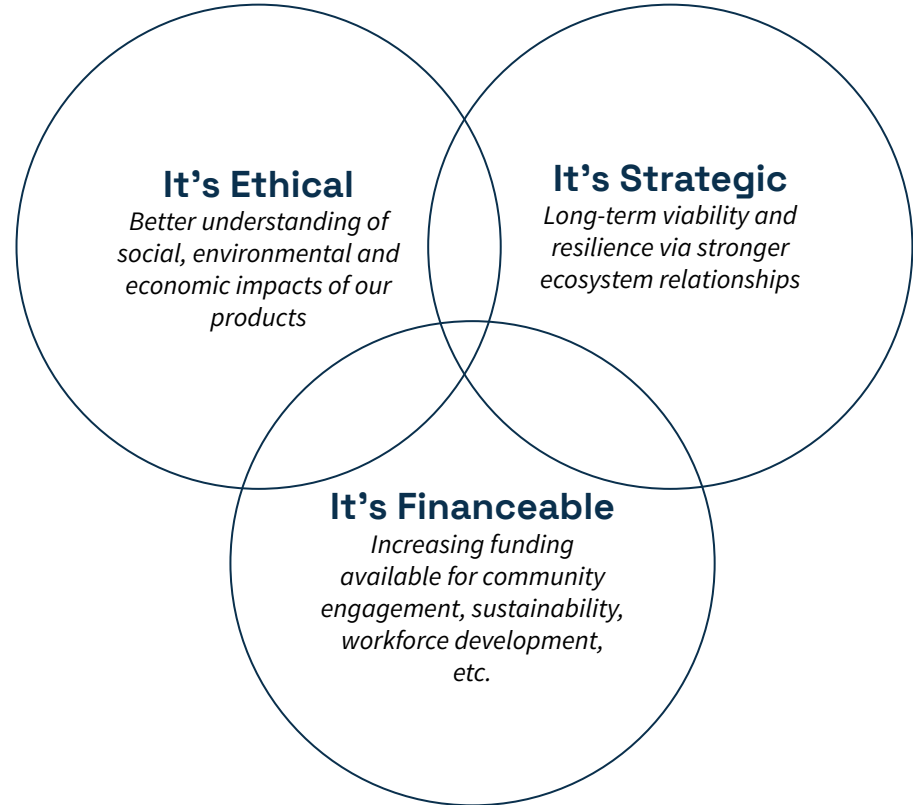 It's Ethical
Better understanding of
social, environmental and
economic impacts of our
products
It's Strategic
Long-term viability and
resilience via stronger
ecosystem relationships
It's Financeable
Increasing funding
available for community
engagement, sustainability,
workforce development,
etc.